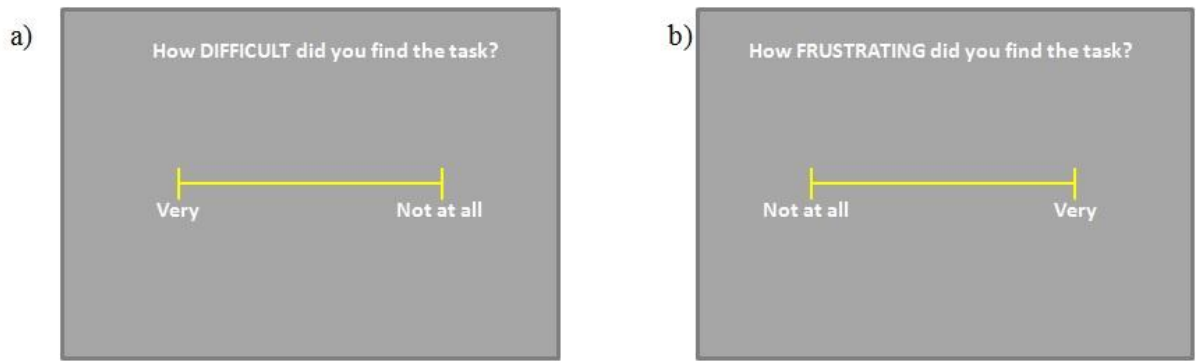 a)
How DIFFICULT did you find the task?
Very
Not at all
b)
How FRUSTRATING did you find the task?
Not at all
Very